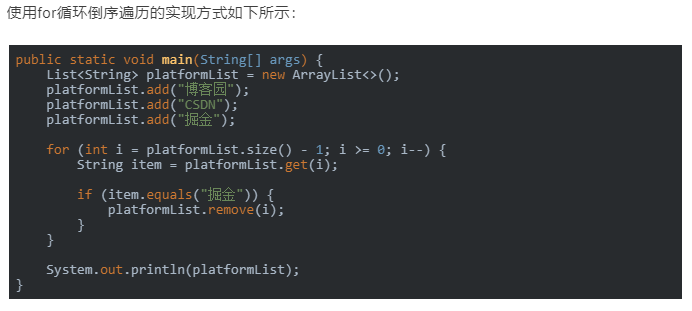 使用for循环倒序遍历的实现方式如下所示：
public static void main(String[] args) {
    List<String> platformList = new ArrayList<>();
    platformList.add("博客园");
    platformList.add("CSDN");
    platformList.add("掘金");

    for (int i = platformList.size() - 1; i >= 0; i--) {
        String item = platformList.get(i);

        if (item.equals("掘金")) {
            platformList.remove(i);
        }
    }

    System.out.println(platformList);
}